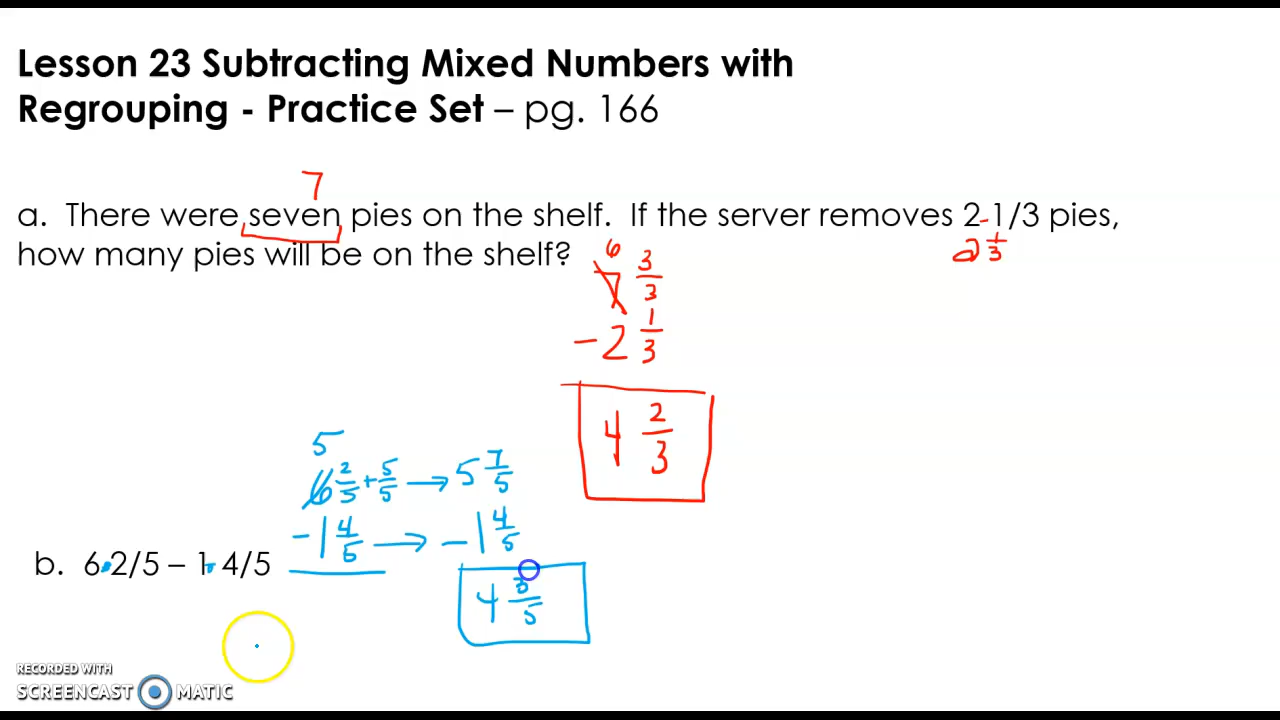 Lesson 23 Subtracting Mixed Numbers with
Regrouping - Practice Set – pg. 166
7
a. There were seven pies on the shelf. If the server removes 2-1/3 pies,
2 1/3
how many pies will be on the shelf?
6
7 3/3
- 2 1/3
4 2/3
5
6 2/5 + 5/5 → 5 7/5
- 1 4/5 → - 1 4/5
4 3/5
b. 6 2/5 – 1 4/5
RECORDED WITH
SCREENCAST MATIC